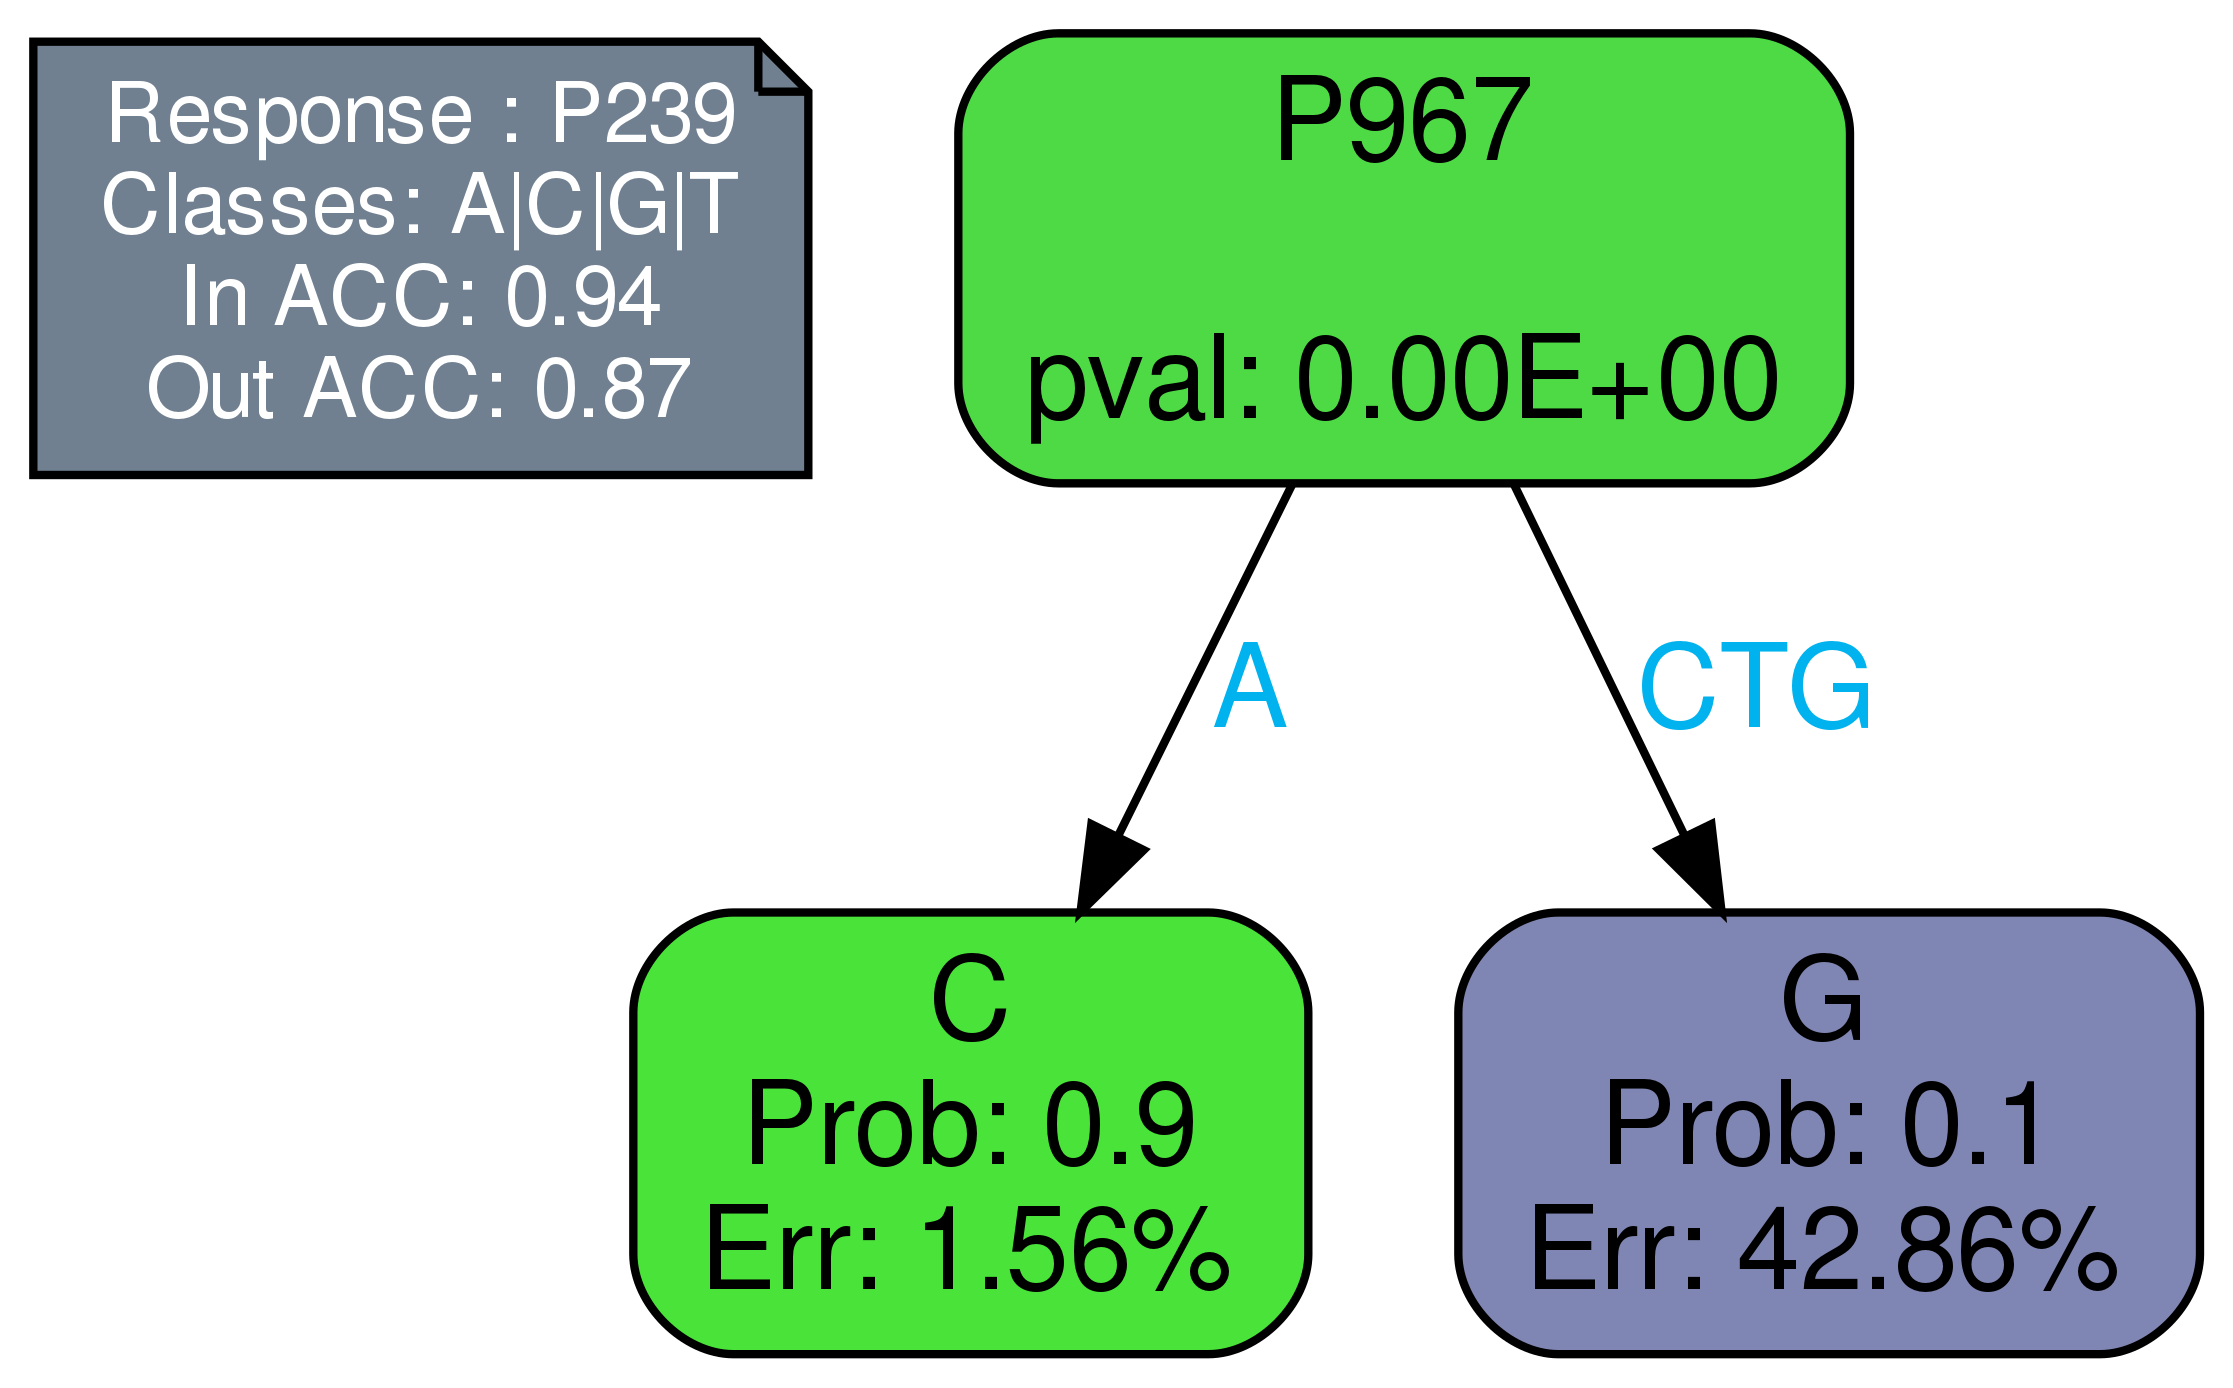 Response : P239
Classes: A|C|G|T
In ACC: 0.94
Out ACC: 0.87
P967
pval: 0.00E+00
A
CTG
C
Prob: 0.9
Err: 1.56%
G
Prob: 0.1
Err: 42.86%